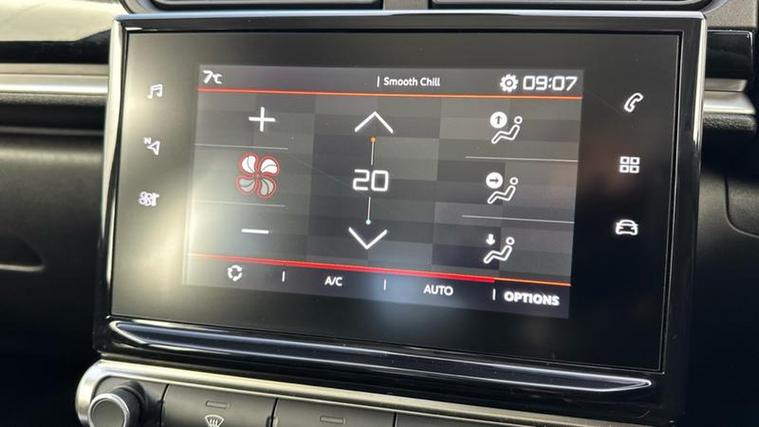 7°C | Smooth Chill 09:07
N
20
A/C | AUTO | OPTIONS